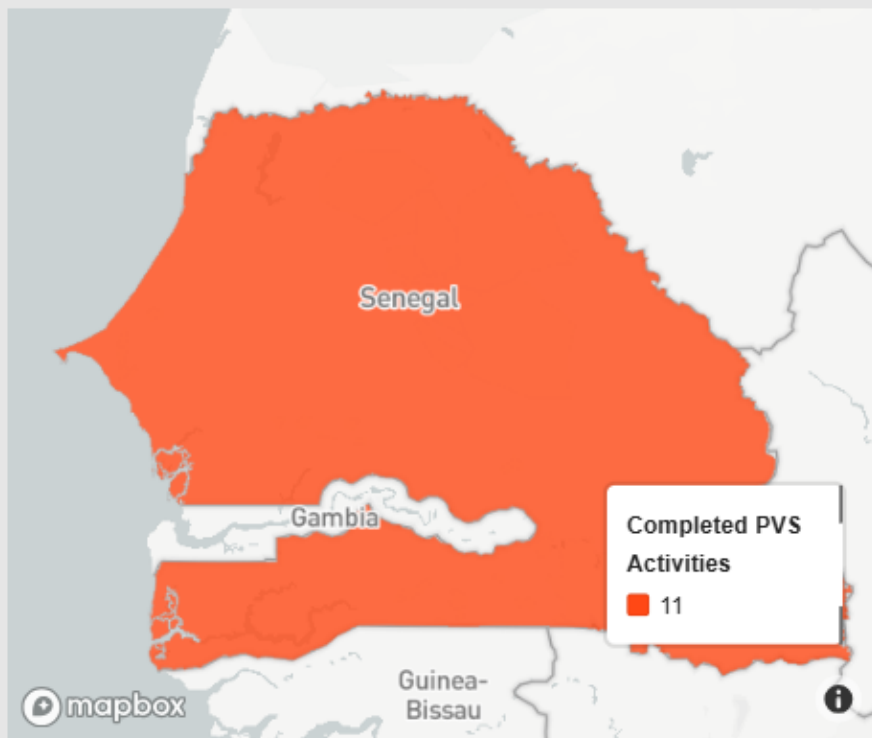 Senegal
Gambia
Completed PVS
Activities
11
Guinea-
Bissau
mapbox
i